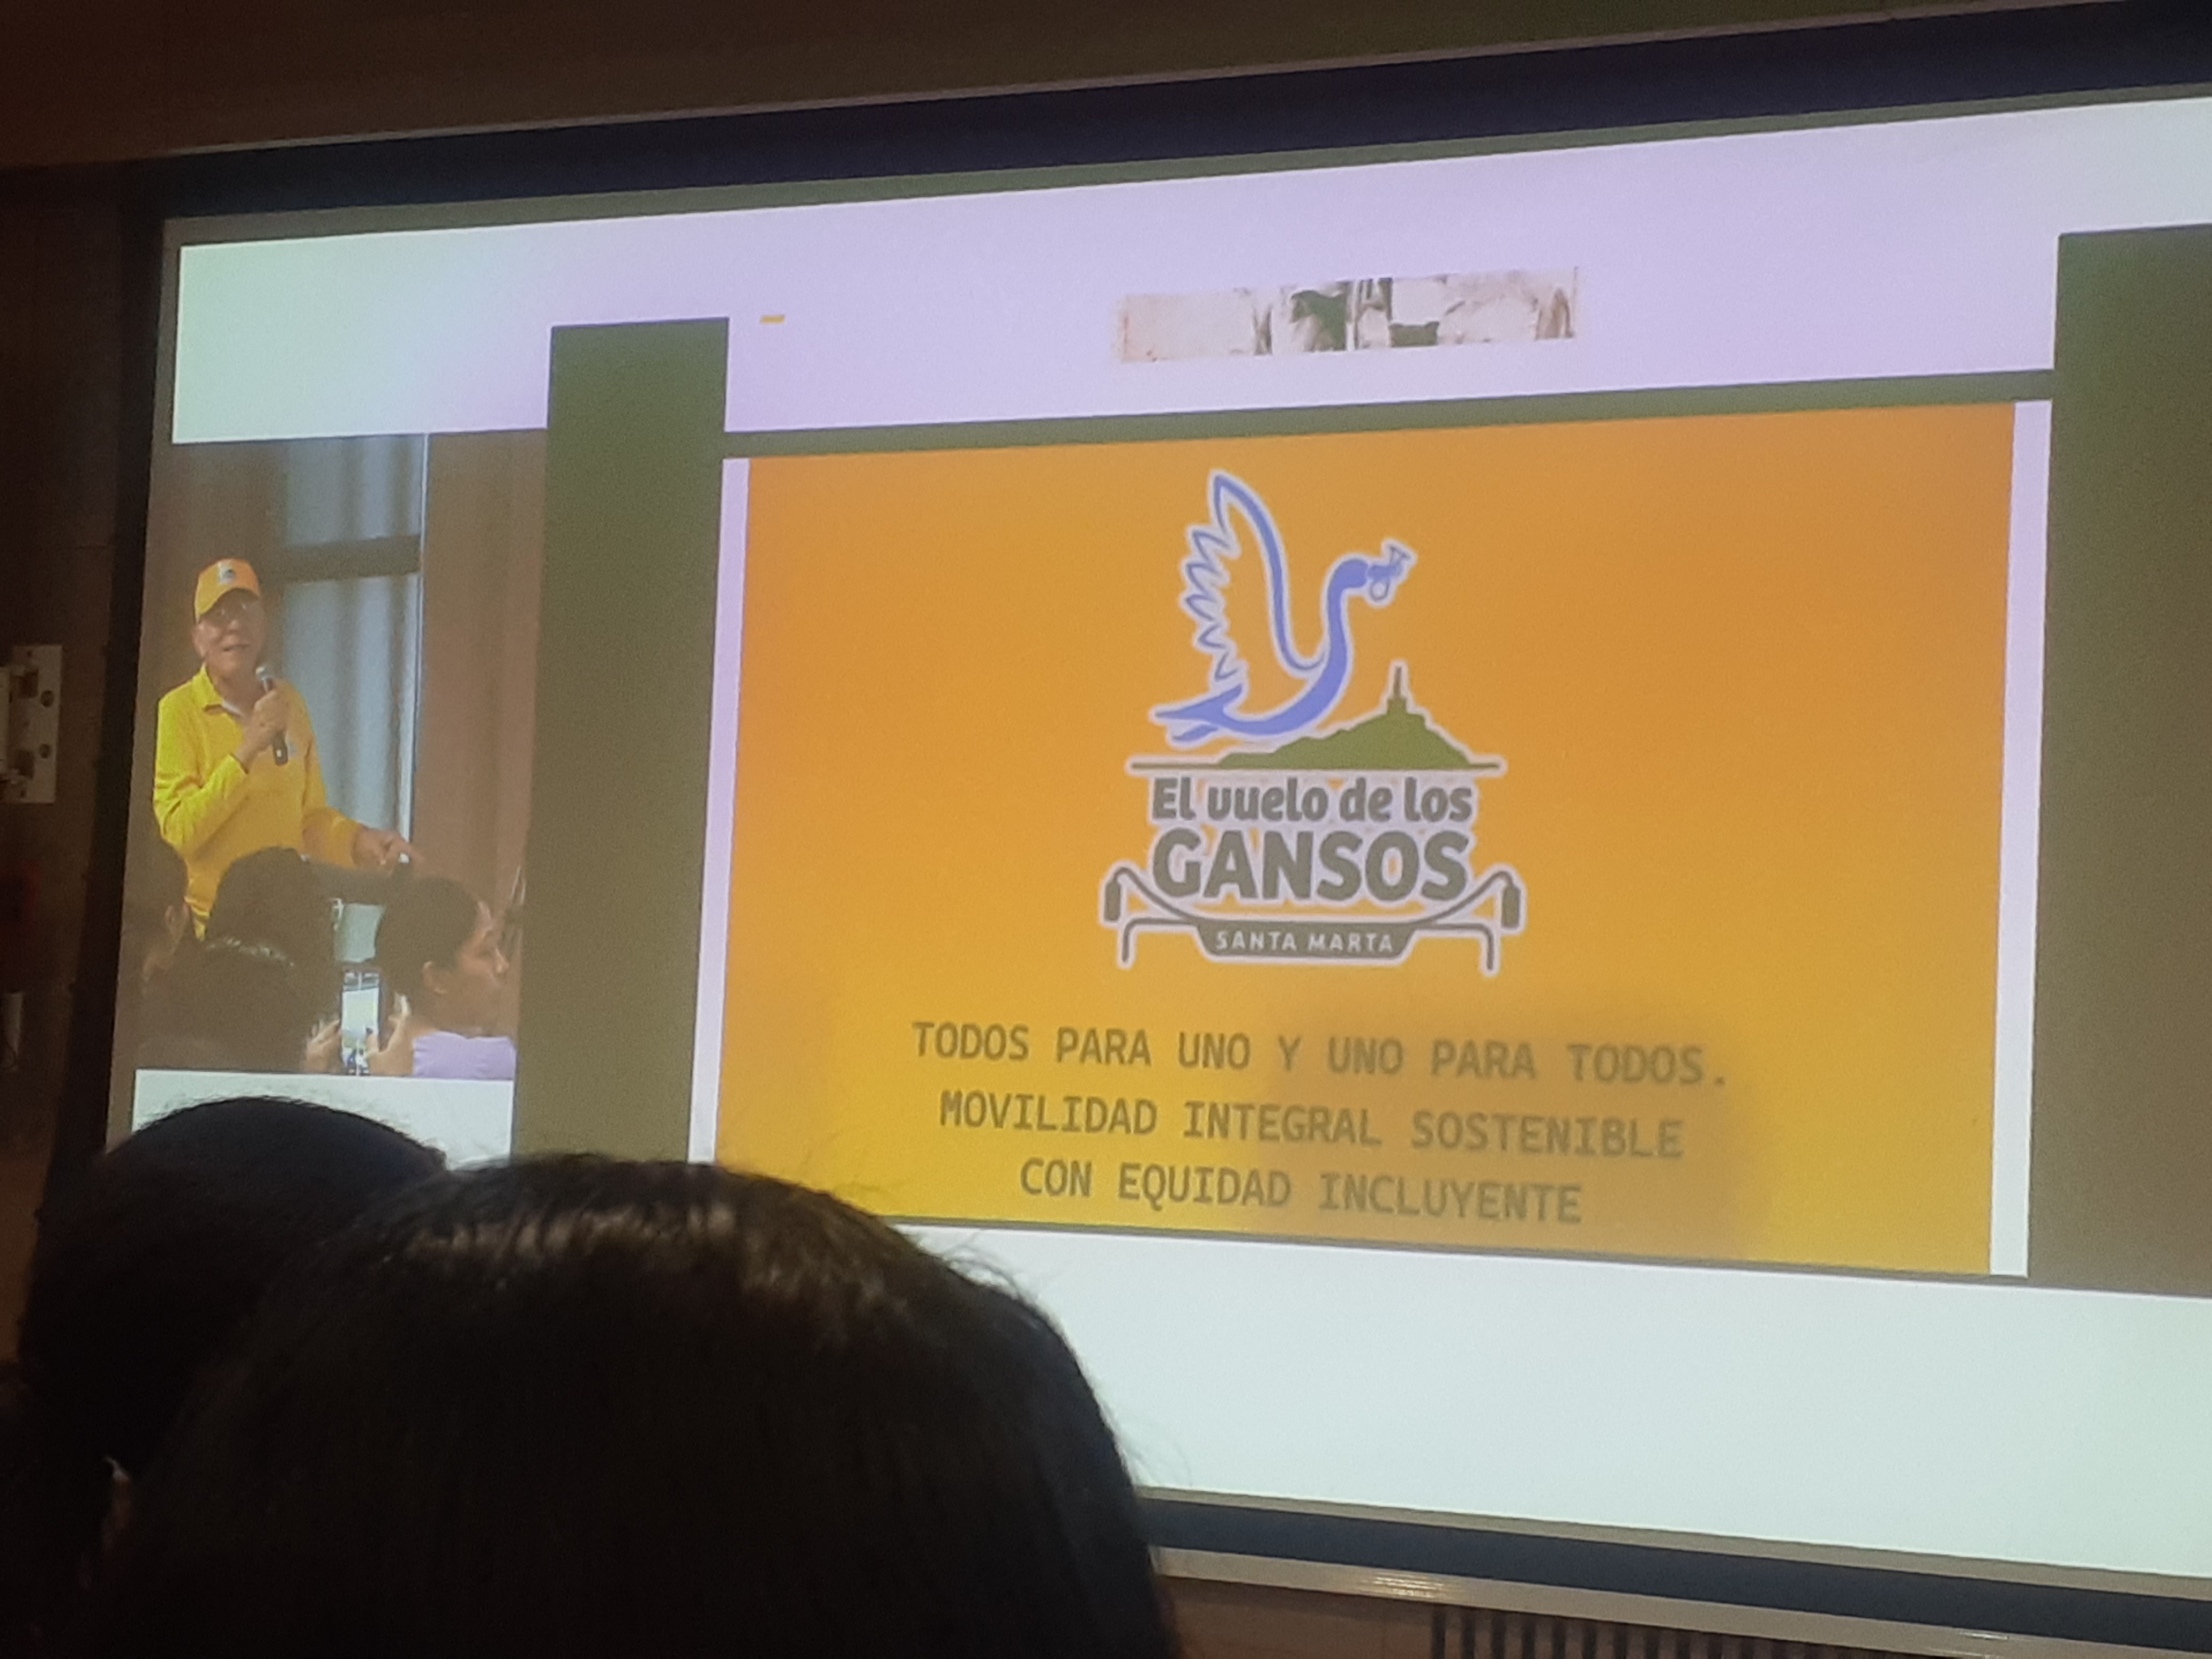 El vuelo de los
GANSOS
SANTA MARTA
TODOS PARA UNO Y UNO PARA TODOS.
MOVILIDAD INTEGRAL SOSTENIBLE
CON EQUIDAD INCLUYENTE